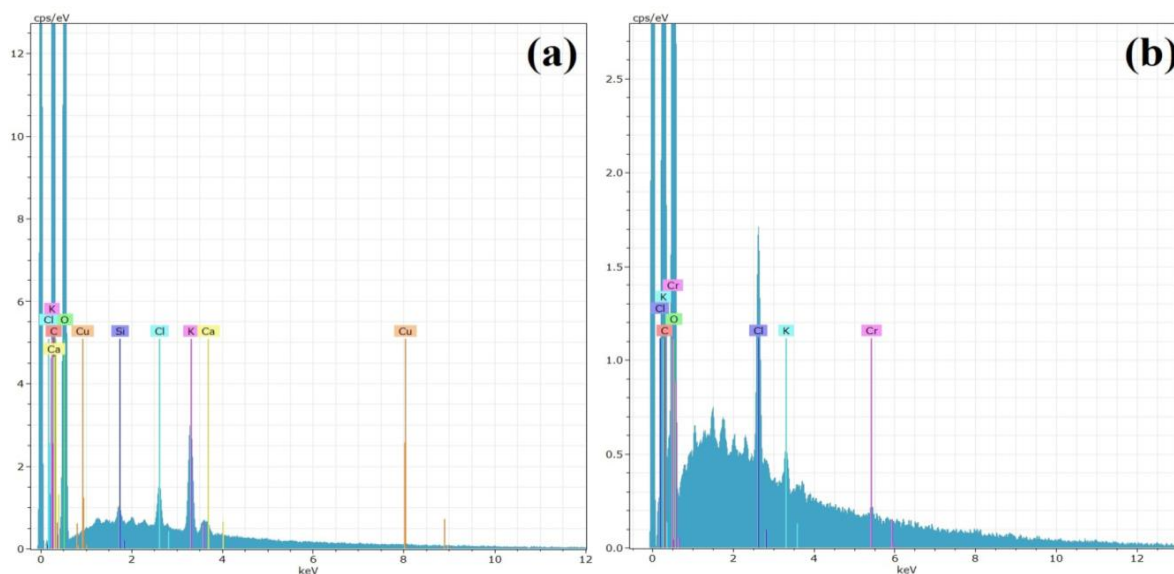 cps/eV
(a)
12
10
8
6
4
2
0
K
Cl O
C Cu Si Cl K Ca Cu
Ca
0 2 4 6 8 10 12
keV
cps/eV
(b)
2.5
2.0
1.5
1.0
0.5
0.0
Cr
K
Cl O
C Cl K Cr
0 2 4 6 8 10 12
keV